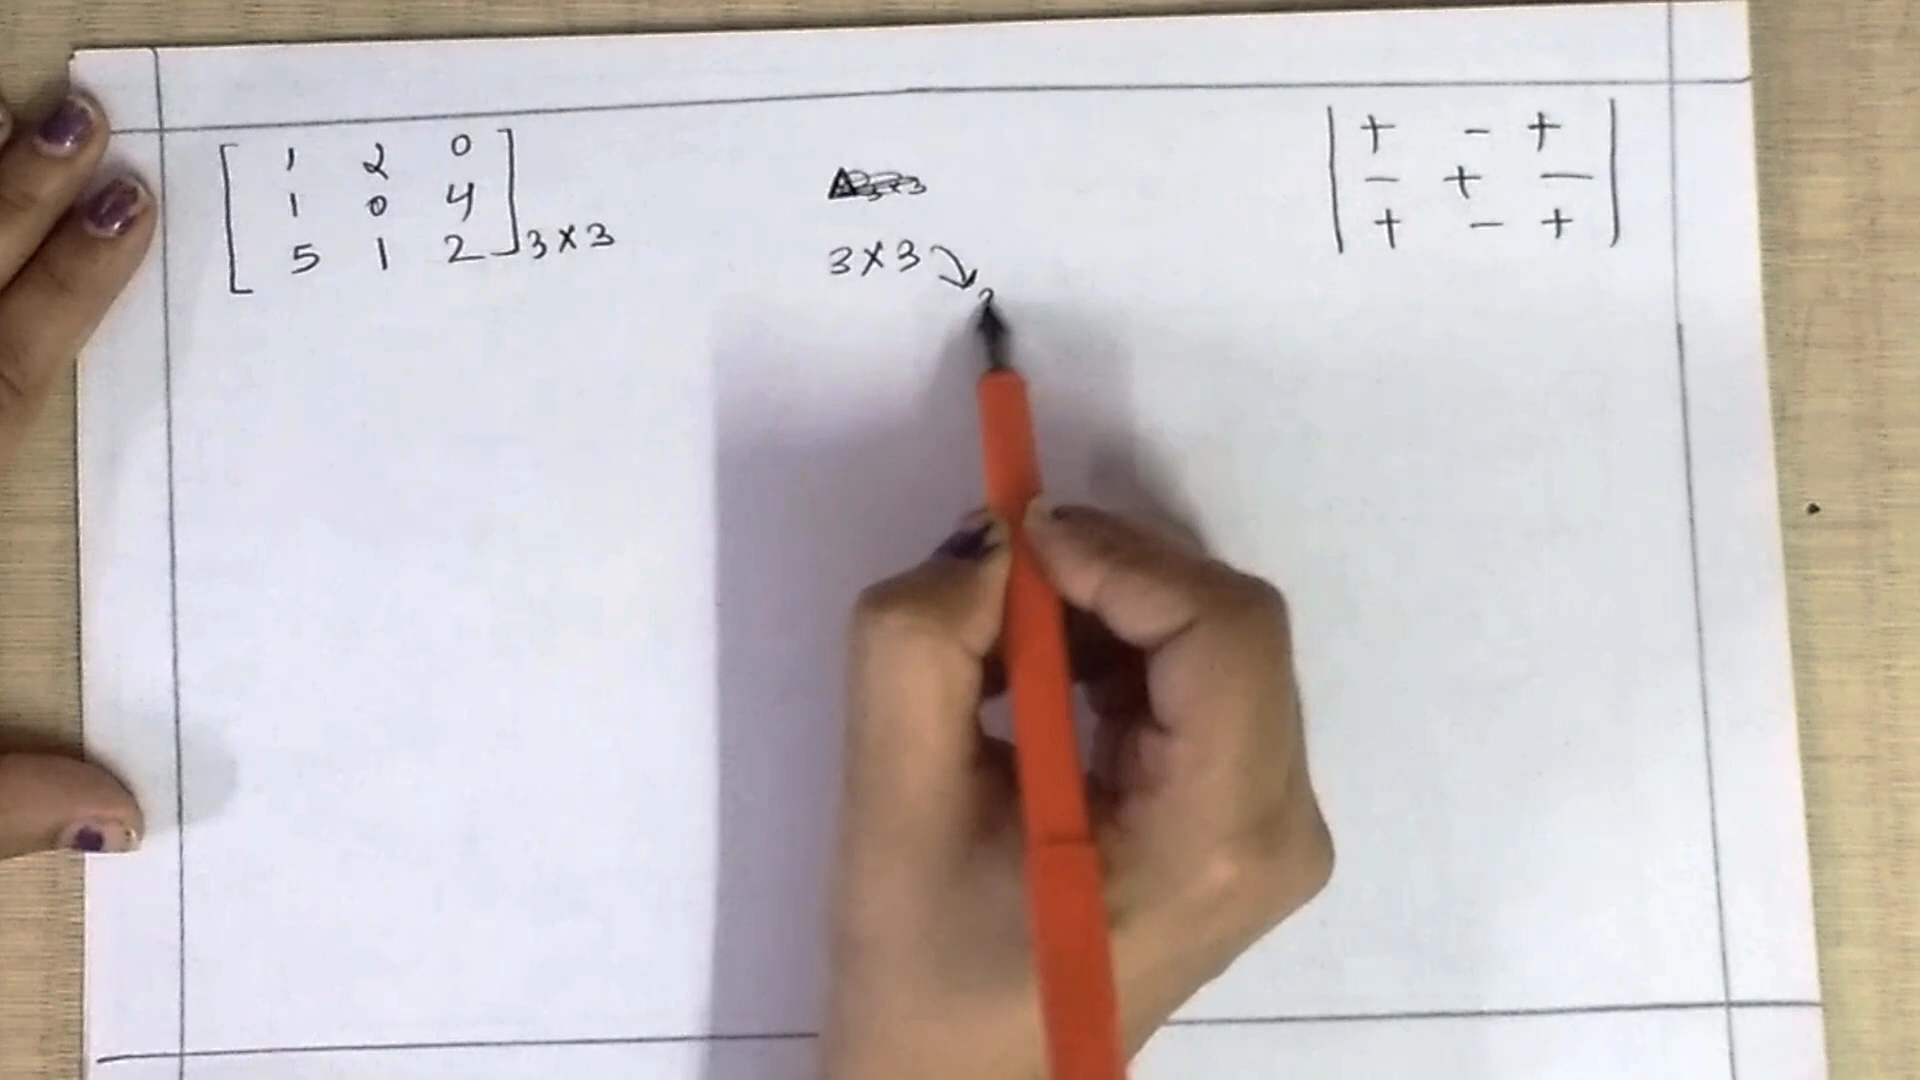 1 2 0
1 0 4
5 1 2 3×3
3×3
+ - +
- + -
+ - +